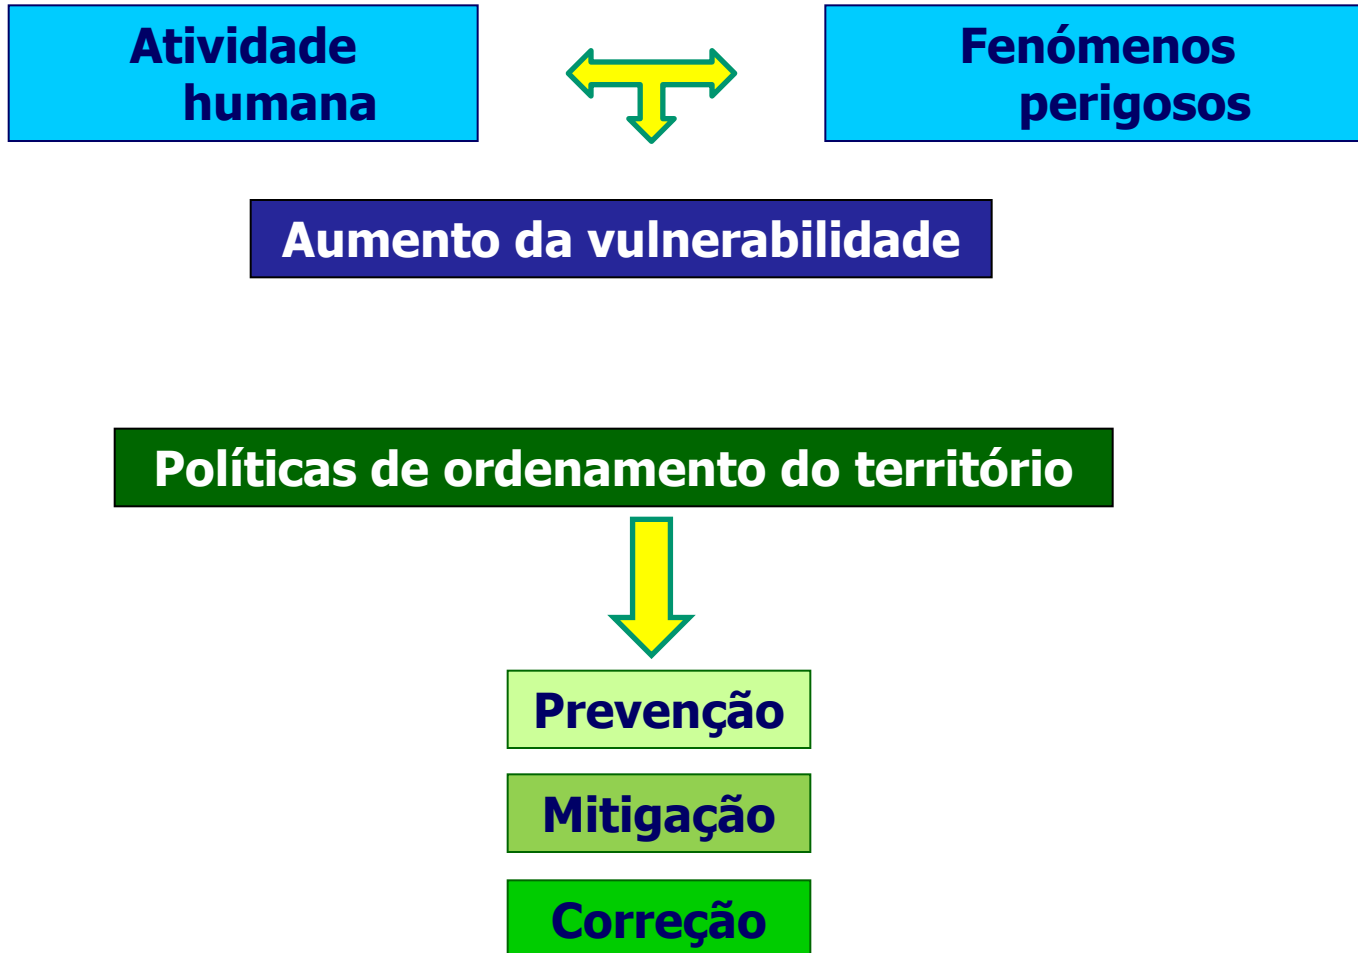 Atividade
humana
Fenómenos
perigosos
Aumento da vulnerabilidade
Políticas de ordenamento do território
Prevenção
Mitigação
Correção